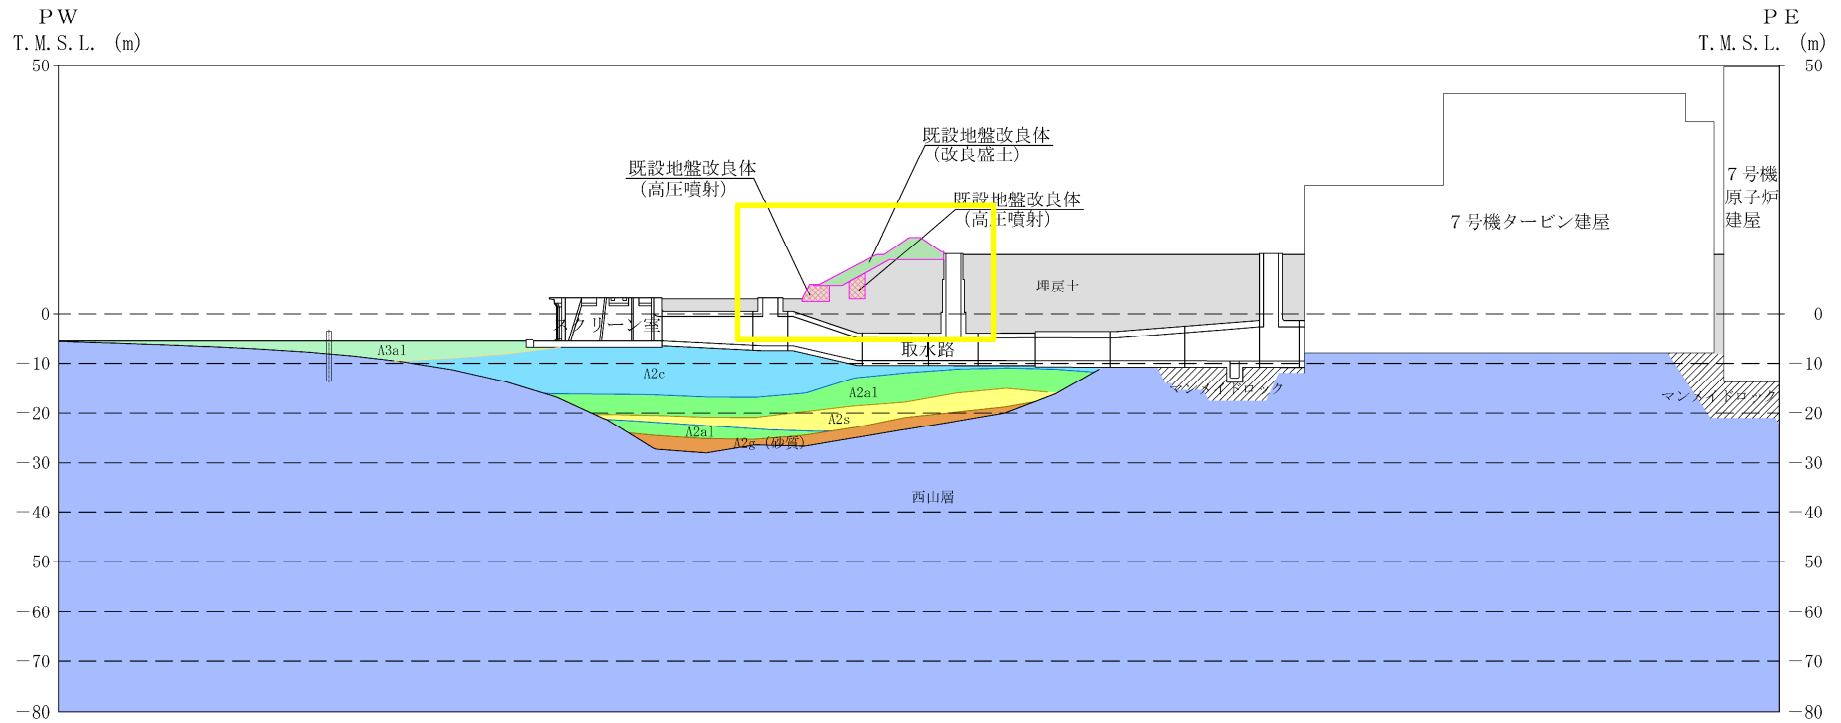 PW
T.M.S.L. (m)
PE
T.M.S.L. (m)
50
50
既設地盤改良体
(改良盛土)
既設地盤改良体
(高圧噴射)
既設地盤改良体
(高圧噴射)
7号機
原子炉
建屋
7号機タービン建屋
埋戻土
0
0
スクリーン室
取水路
A3al
-10
-10
A2c
マンメイドロック
マンメイドロック
A2al
-20
-20
A2s
A2al
A2g(砂質)
-30
-30
西山層
-40
-40
50
-50
-60
-60
-70
-70
-80
-80